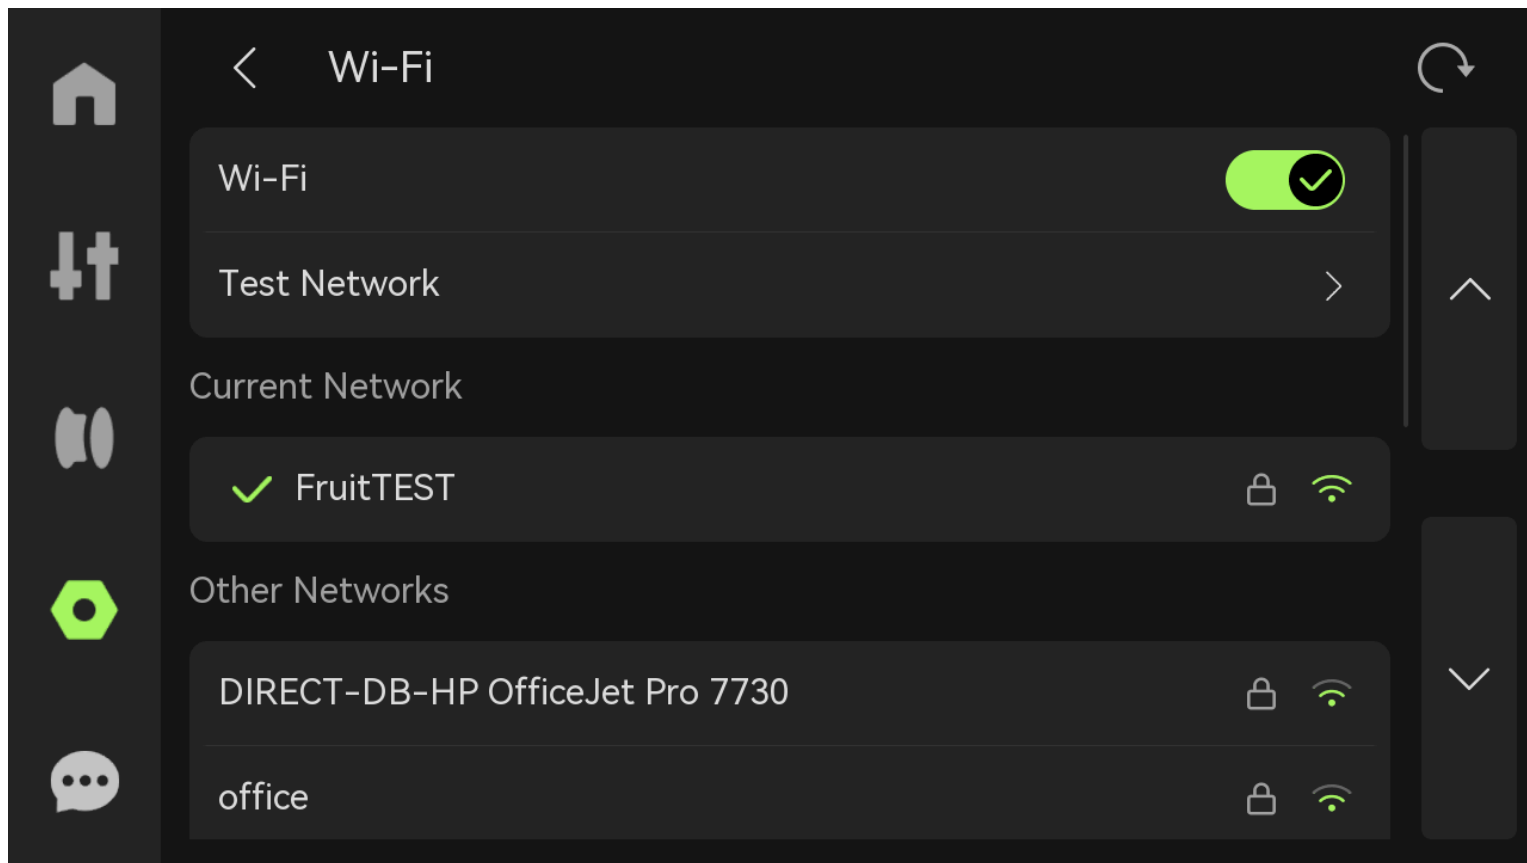 Wi-Fi
Wi-Fi
Test Network
Current Network
FruitTEST
Other Networks
DIRECT-DB-HP OfficeJet Pro 7730
office